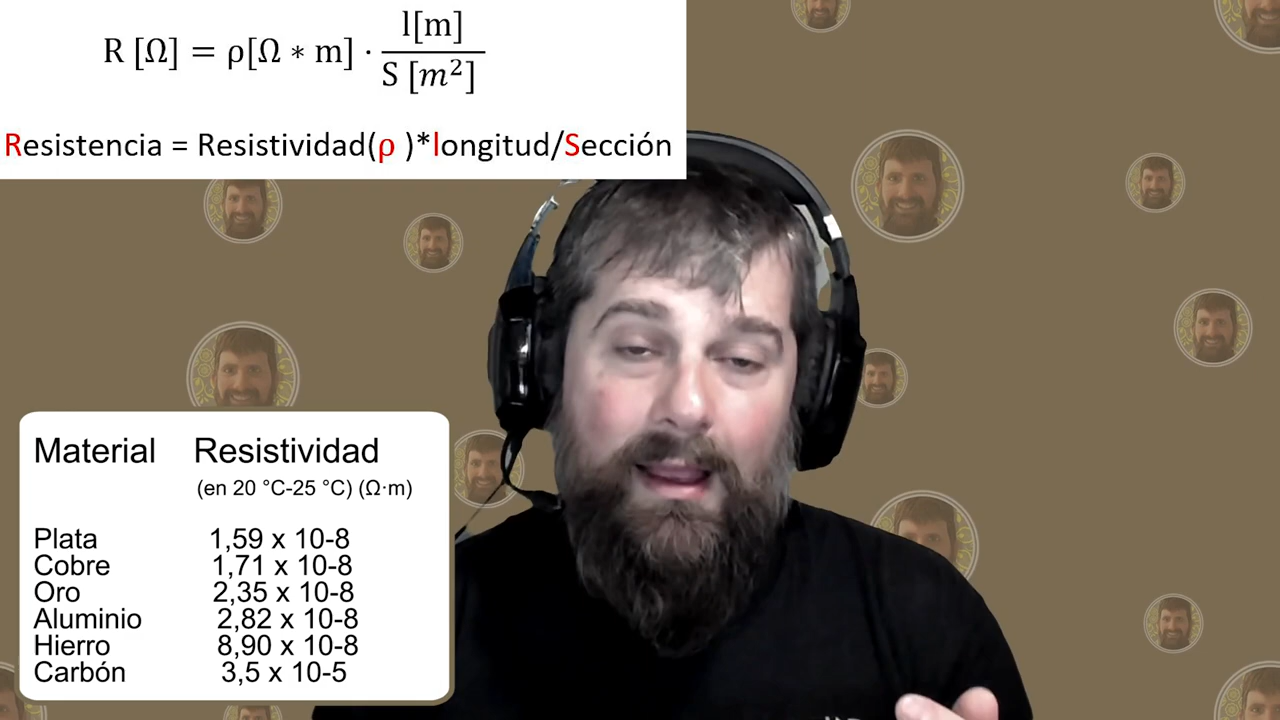 R [Ω] = ρ[Ω * m] · l[m] / S [m²]
Resistencia = Resistividad(ρ )*longitud/Sección
Material Resistividad
(en 20 °C-25 °C) (Ω·m)
Plata 1,59 x 10-8
Cobre 1,71 x 10-8
Oro 2,35 x 10-8
Aluminio 2,82 x 10-8
Hierro 8,90 x 10-8
Carbón 3,5 x 10-5